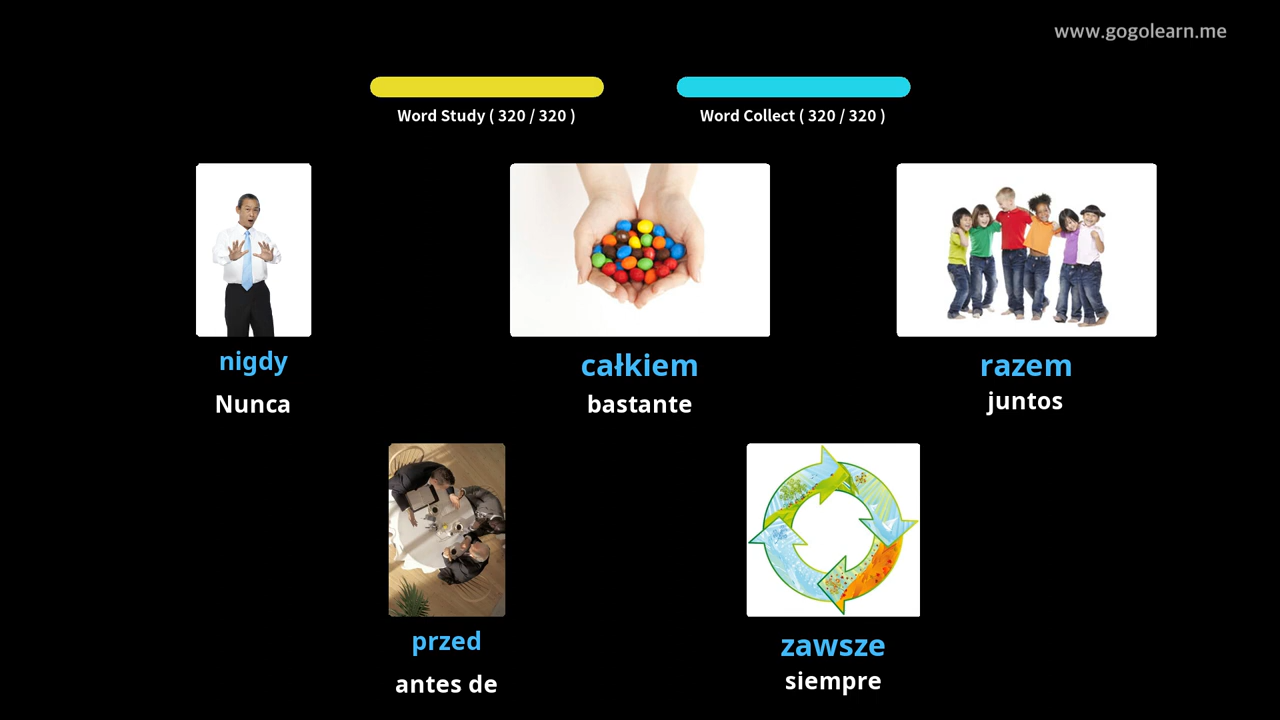 www.gogolearn.me
Word Study ( 320 / 320 )
Word Collect ( 320 / 320 )
nigdy
Nunca
całkiem
bastante
razem
juntos
przed
antes de
zawsze
siempre